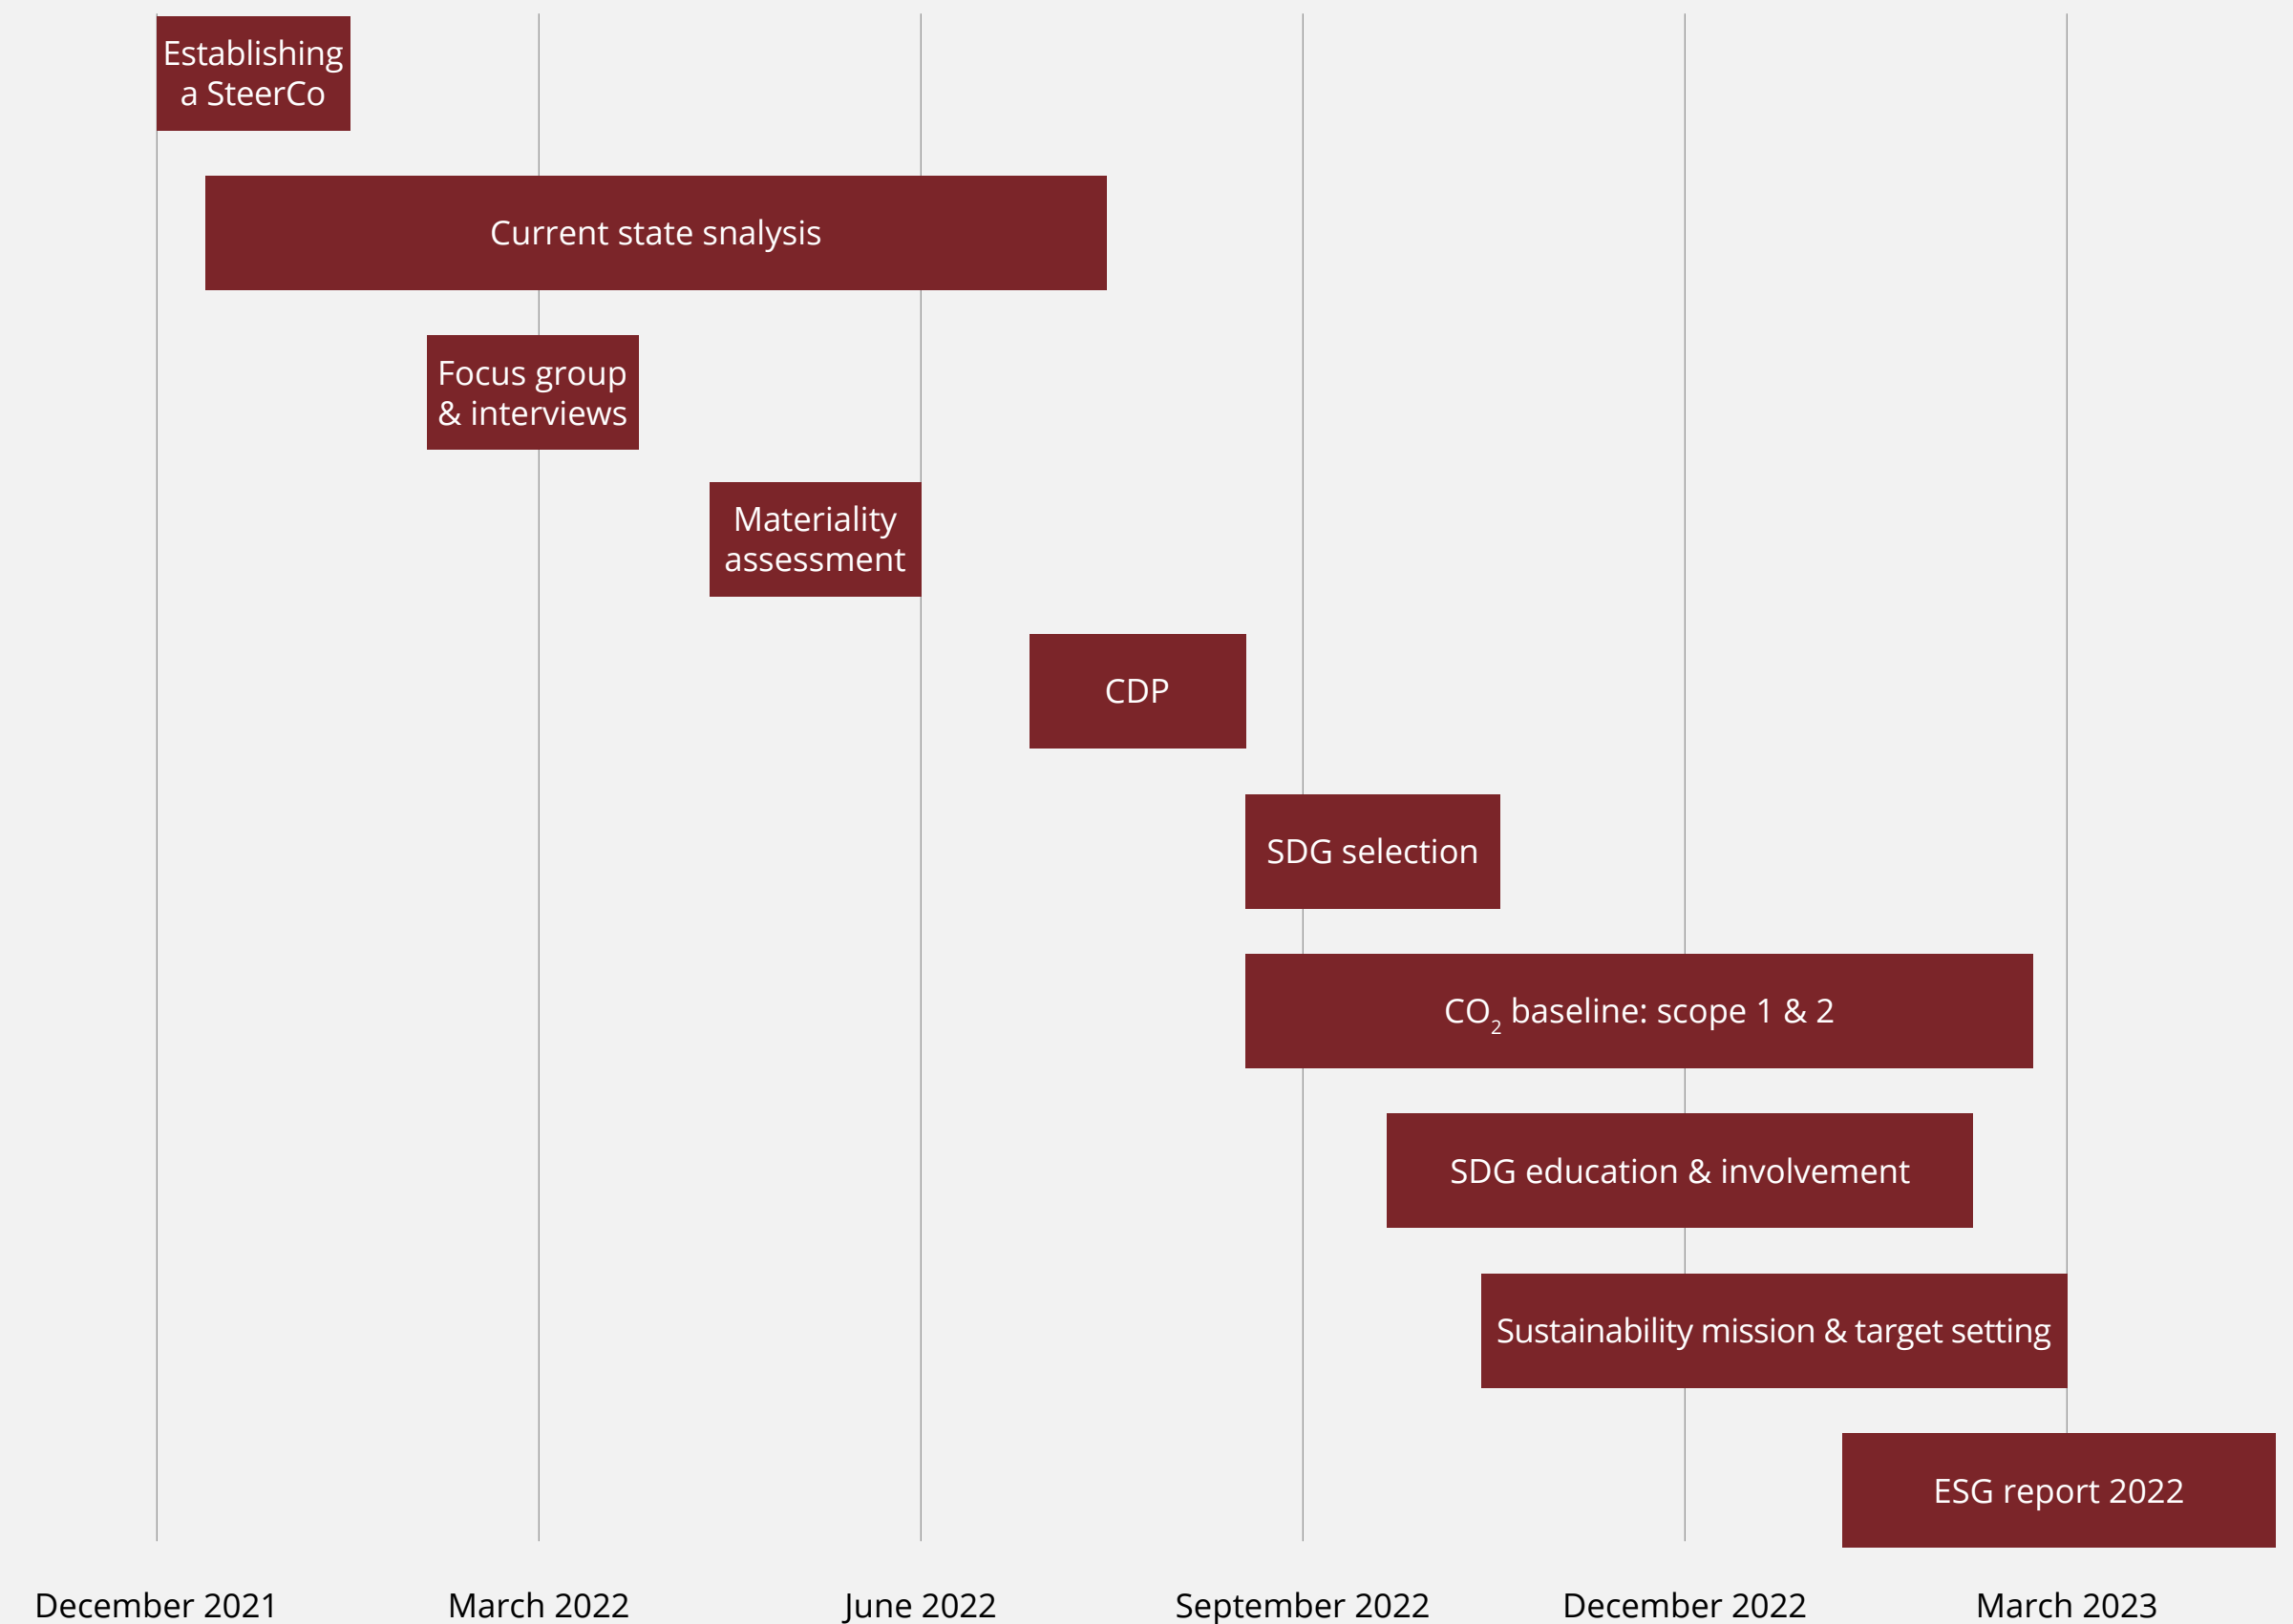 Establishing
a SteerCo
Current state snalysis
Focus group
& interviews
Materiality
assessment
CDP
SDG selection
CO₂ baseline: scope 1 & 2
SDG education & involvement
Sustainability mission & target setting
ESG report 2022
December 2021
March 2022
June 2022
September 2022
December 2022
March 2023